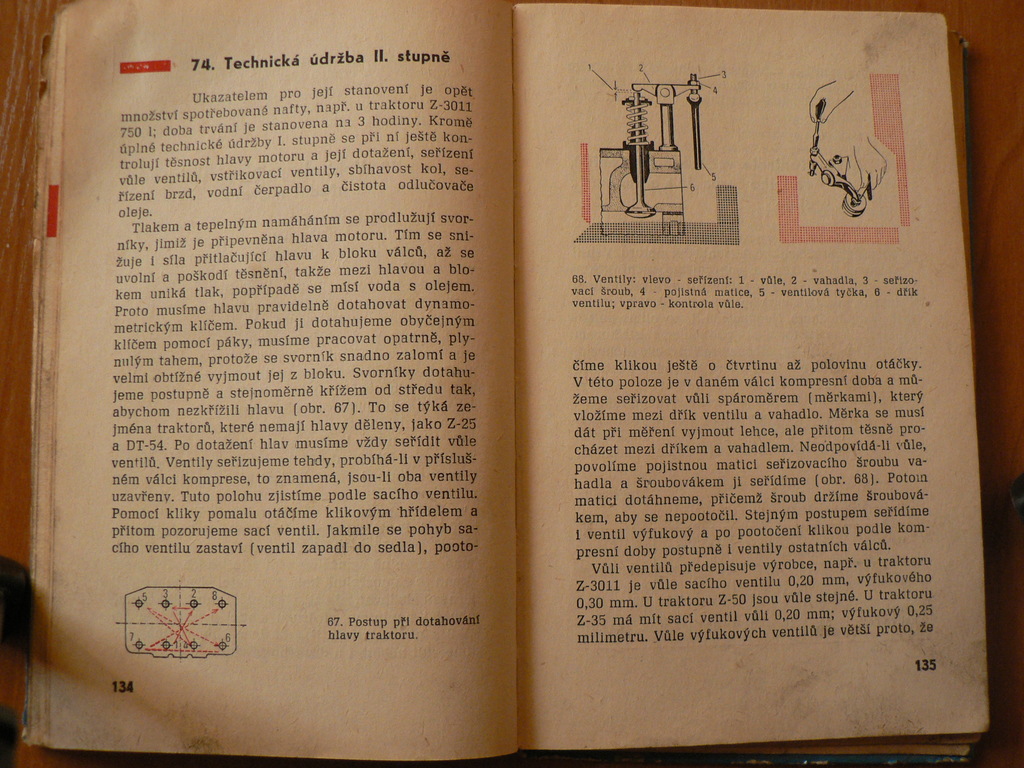 74. Technická údržba II. stupně
Ukazatelem pro její stanovení je opět
množství spotřebované nafty, např. u traktoru Z-3011
750 l; doba trvání je stanovena na 3 hodiny. Kromě
úplné technické údržby I. stupně se při ní ještě kon-
trolují těsnost hlavy motoru a její dotažení, seřízení
vůle ventilů, vstřikovací ventily, sbíhavost kol, se-
řízení brzd, vodní čerpadlo a čistota odlučovače
oleje.
Tlakem a tepelným namáháním se prodlužují svor-
níky, jimiž je připevněna hlava motoru. Tím se sni-
žuje i síla přitlačující hlavu k bloku válců, až se
uvolní a poškodí těsnění, takže mezi hlavou a blo-
kem uniká tlak, popřípadě se mísí voda s olejem.
Proto musíme hlavu pravidelně dotahovat dynamo-
metrickým klíčem. Pokud ji dotahujeme obyčejným
klíčem pomocí páky, musíme pracovat opatrně, ply-
nulým tahem, protože se svorník snadno zalomí a je
velmi obtížné vyjmout jej z bloku. Svorníky dotahu-
jeme postupně a stejnoměrně křížem od středu tak,
abychom nezkřížili hlavu (obr. 67). To se týká ze-
jména traktorů, které nemají hlavy děleny, jako Z-25
a DT-54. Po dotažení hlav musíme vždy seřídit vůle
ventilů. Ventily seřizujeme tehdy, probíhá-li v přísluš-
ném válci komprese, to znamená, jsou-li oba ventily
uzavřeny. Tuto polohu zjistíme podle sacího ventilu.
Pomocí kliky pomalu otáčíme klikovým hřídelem a
přitom pozorujeme sací ventil. Jakmile se pohyb sa-
cího ventilu zastaví (ventil zapadl do sedla), pooto-
5 3 2 8
7 1 4 6
67. Postup při dotahování
hlavy traktoru.
134
1 2 3
1 4
5
6
68. Ventily: vlevo - seřízení: 1 - vůle, 2 - vahadla, 3 - seřizo-
vací šroub, 4 - pojistná matice, 5 - ventilová tyčka, 6 - dřík
ventilu; vpravo - kontrola vůle.
číme klikou ještě o čtvrtinu až polovinu otáčky.
V této poloze je v daném válci kompresní doba a mů-
žeme seřizovat vůli spároměrem (měrkami), který
vložíme mezi dřík ventilu a vahadlo. Měrka se musí
dát při měření vyjmout lehce, ale přitom těsně pro-
cházet mezi dříkem a vahadlem. Neodpovídá-li vůle,
povolíme pojistnou matici seřizovacího šroubu va-
hadla a šroubovákem ji seřídíme (obr. 68). Potom
matici dotáhneme, přičemž šroub držíme šroubová-
kem, aby se nepootočil. Stejným postupem seřídíme
i ventil výfukový a po pootočení klikou podle kom-
presní doby postupně i ventily ostatních válců.
Vůli ventilů předepisuje výrobce, např. u traktoru
Z-3011 je vůle sacího ventilu 0,20 mm, výfukového
0,30 mm. U traktoru Z-50 jsou vůle stejné. U traktoru
Z-35 má mít sací ventil vůli 0,20 mm; výfukový 0,25
milimetru. Vůle výfukových ventilů je větší proto, že
135